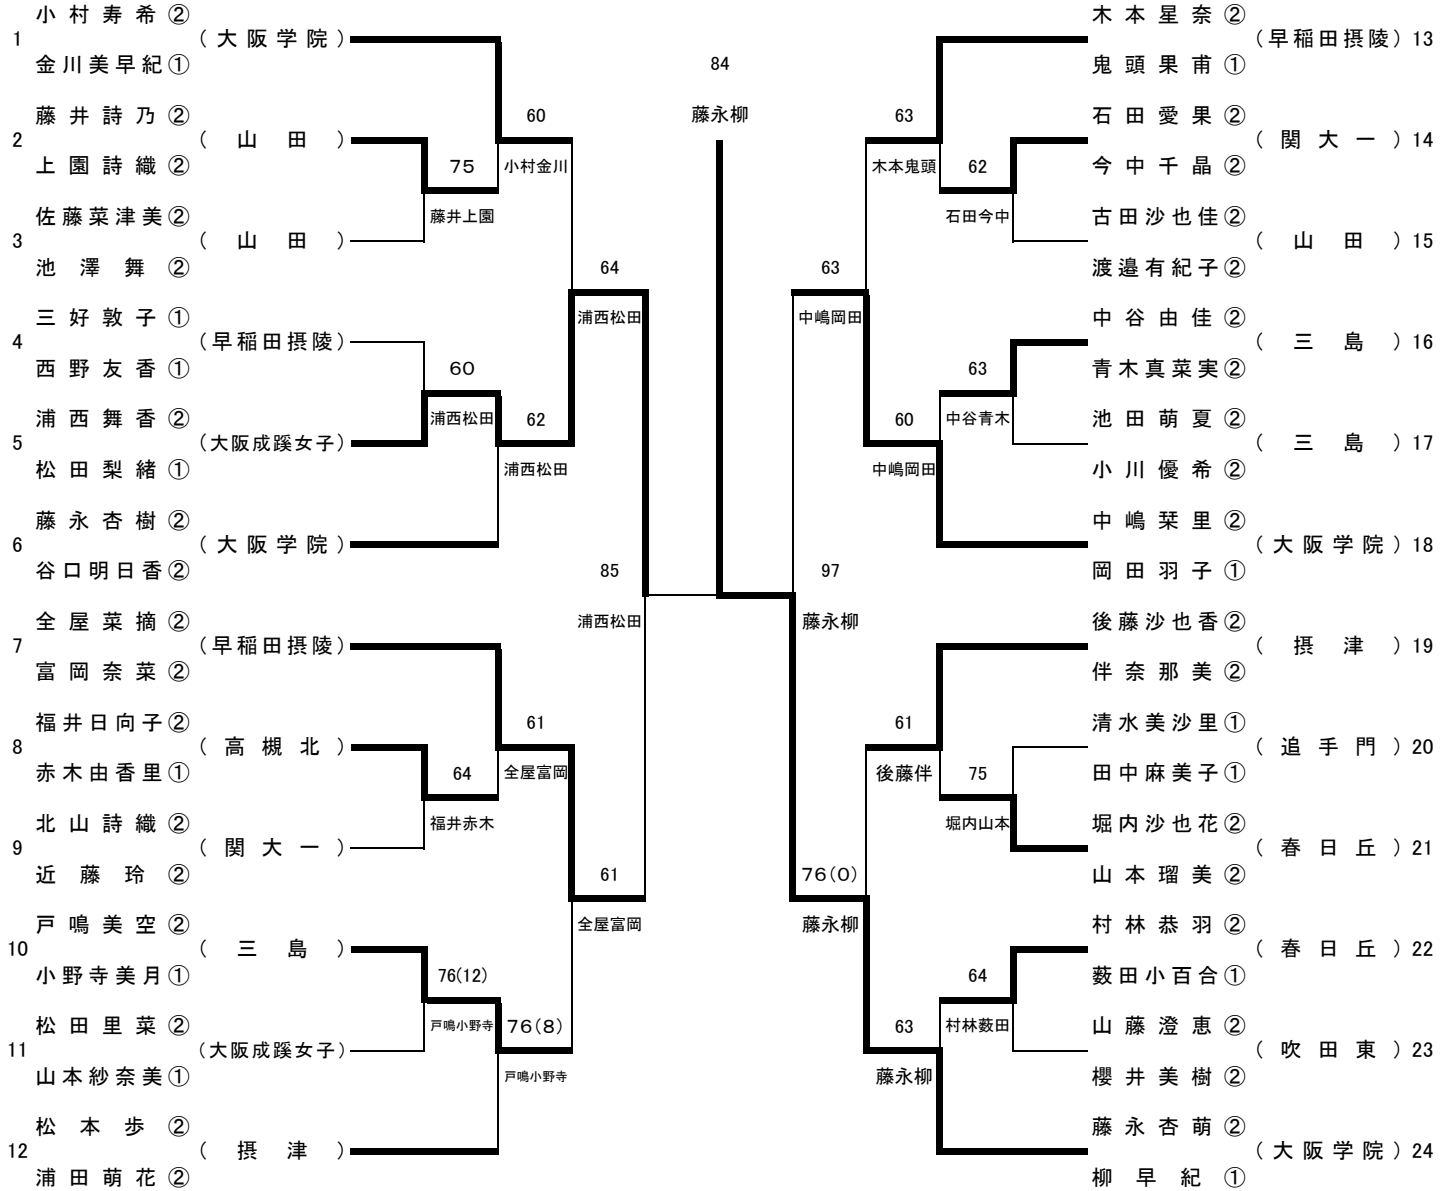 小村寿希②
1 (大阪学院)
金川美早紀①
藤井詩乃②
2 (山田)
上園詩織②
佐藤菜津美②
3 (山田)
池澤舞②
三好敦子①
4 (早稲田摂陵)
西野友香①
浦西舞香②
5 (大阪成蹊女子)
松田梨緒①
藤永杏樹②
6 (大阪学院)
谷口明日香②
全屋菜摘②
7 (早稲田摂陵)
富岡奈菜②
福井日向子②
8 (高槻北)
赤木由香里①
北山詩織②
9 (関大一)
近藤玲②
戸鳴美空②
10 (三島)
小野寺美月①
松田里菜②
11 (大阪成蹊女子)
山本紗奈美①
松本歩②
12 (摂津)
浦田萌花②
75
藤井上園
60
浦西松田
64
福井赤木
76(12)
戸鳴小野寺
60
小村金川
62
浦西松田
61
全屋富岡
76(8)
戸鳴小野寺
64
浦西松田
61
全屋富岡
85
浦西松田
84
藤永柳
97
藤永柳
63
中嶋岡田
76(0)
藤永柳
63
木本鬼頭
60
中嶋岡田
61
後藤伴
63
藤永柳
62
石田今中
63
中谷青木
75
堀内山本
64
村林薮田
木本星奈②
(早稲田摂陵) 13
鬼頭果甫①
石田愛果②
(関大一) 14
今中千晶②
古田沙也佳②
(山田) 15
渡邉有紀子②
中谷由佳②
(三島) 16
青木真菜実②
池田萌夏②
(三島) 17
小川優希②
中嶋栞里②
(大阪学院) 18
岡田羽子①
後藤沙也香②
(摂津) 19
伴奈那美②
清水美沙里①
(追手門) 20
田中麻美子①
堀内沙也花②
(春日丘) 21
山本瑠美②
村林恭羽②
(春日丘) 22
薮田小百合①
山藤澄恵②
(吹田東) 23
櫻井美樹②
藤永杏萌②
(大阪学院) 24
柳早紀①